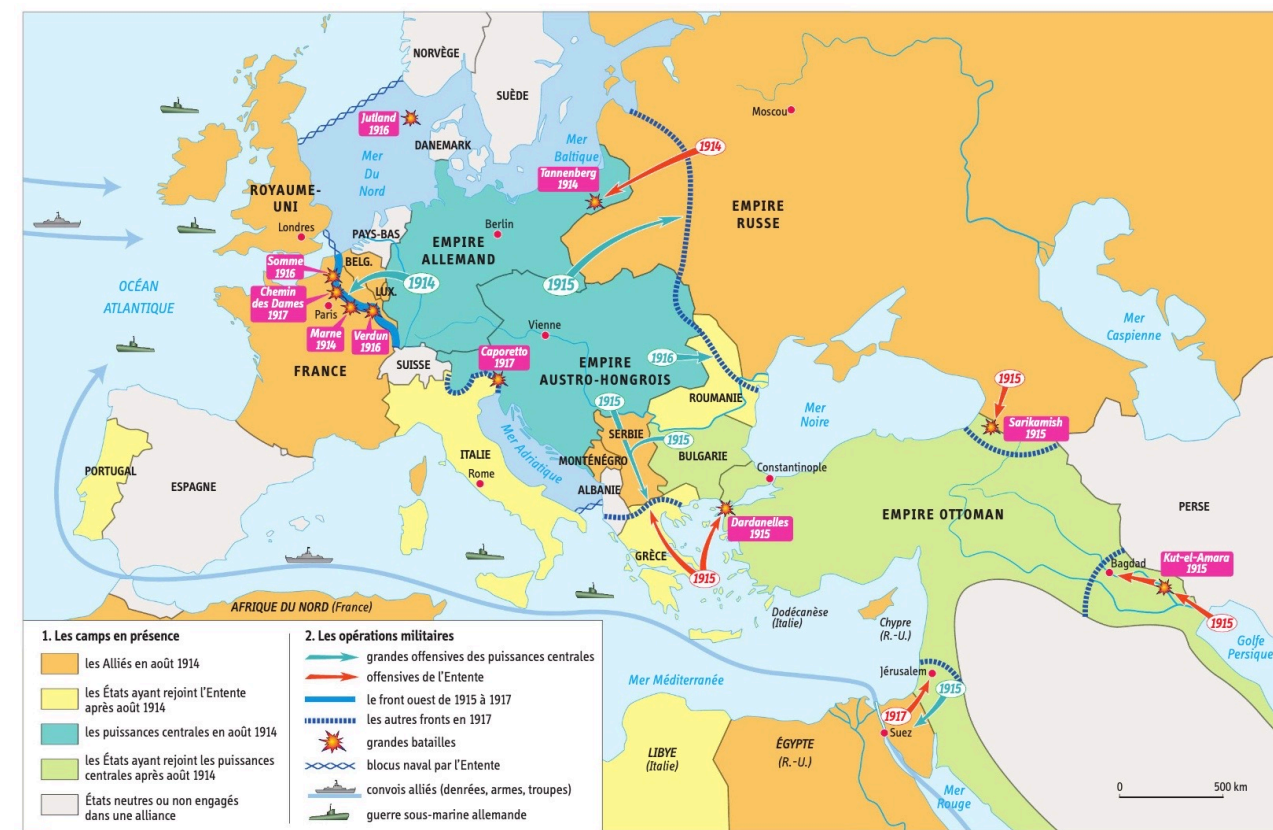 NORVÈGE
SUÈDE
Moscou
Jutland
1916
DANEMARK
Mer
Baltique
Mer
Du
Nord
Tannenberg
1914
1914
ROYAUME-
UNI
Londres
PAYS-BAS
Berlin
EMPIRE
ALLEMAND
EMPIRE
RUSSE
Somme
1916
BELG.
1914
1915
LUX.
OCÉAN
ATLANTIQUE
Chemin
des Dames
1917
Paris
Marne
1914
Verdun
1916
Vienne
Mer
Caspienne
FRANCE
SUISSE
Caporetto
1917
EMPIRE
AUSTRO-HONGROIS
1916
ROUMANIE
1915
1915
Mer
Noire
Sarikamish
1915
PORTUGAL
ESPAGNE
ITALIE
Rome
Mer Adriatique
SERBIE
1915
MONTÉNÉGRO
BULGARIE
ALBANIE
Constantinople
PERSE
EMPIRE OTTOMAN
Dardanelles
1915
GRÈCE
1915
Bagdad
Kut-el-Amara
1915
1915
Golfe
Persique
AFRIQUE DU NORD (France)
Dodécanèse
(Italie)
Chypre
(R.-U.)
Mer Méditerranée
Jérusalem
1915
1917
Suez
LIBYE
(Italie)
ÉGYPTE
(R.-U.)
Mer
Rouge
0
500 km
1. Les camps en présence
les Alliés en août 1914
les États ayant rejoint l'Entente
après août 1914
les puissances centrales en août 1914
les États ayant rejoint les puissances
centrales après août 1914
États neutres ou non engagés
dans une alliance
2. Les opérations militaires
grandes offensives des puissances centrales
offensives de l'Entente
le front ouest de 1915 à 1917
les autres fronts en 1917
grandes batailles
blocus naval par l'Entente
convois alliés (denrées, armes, troupes)
guerre sous-marine allemande